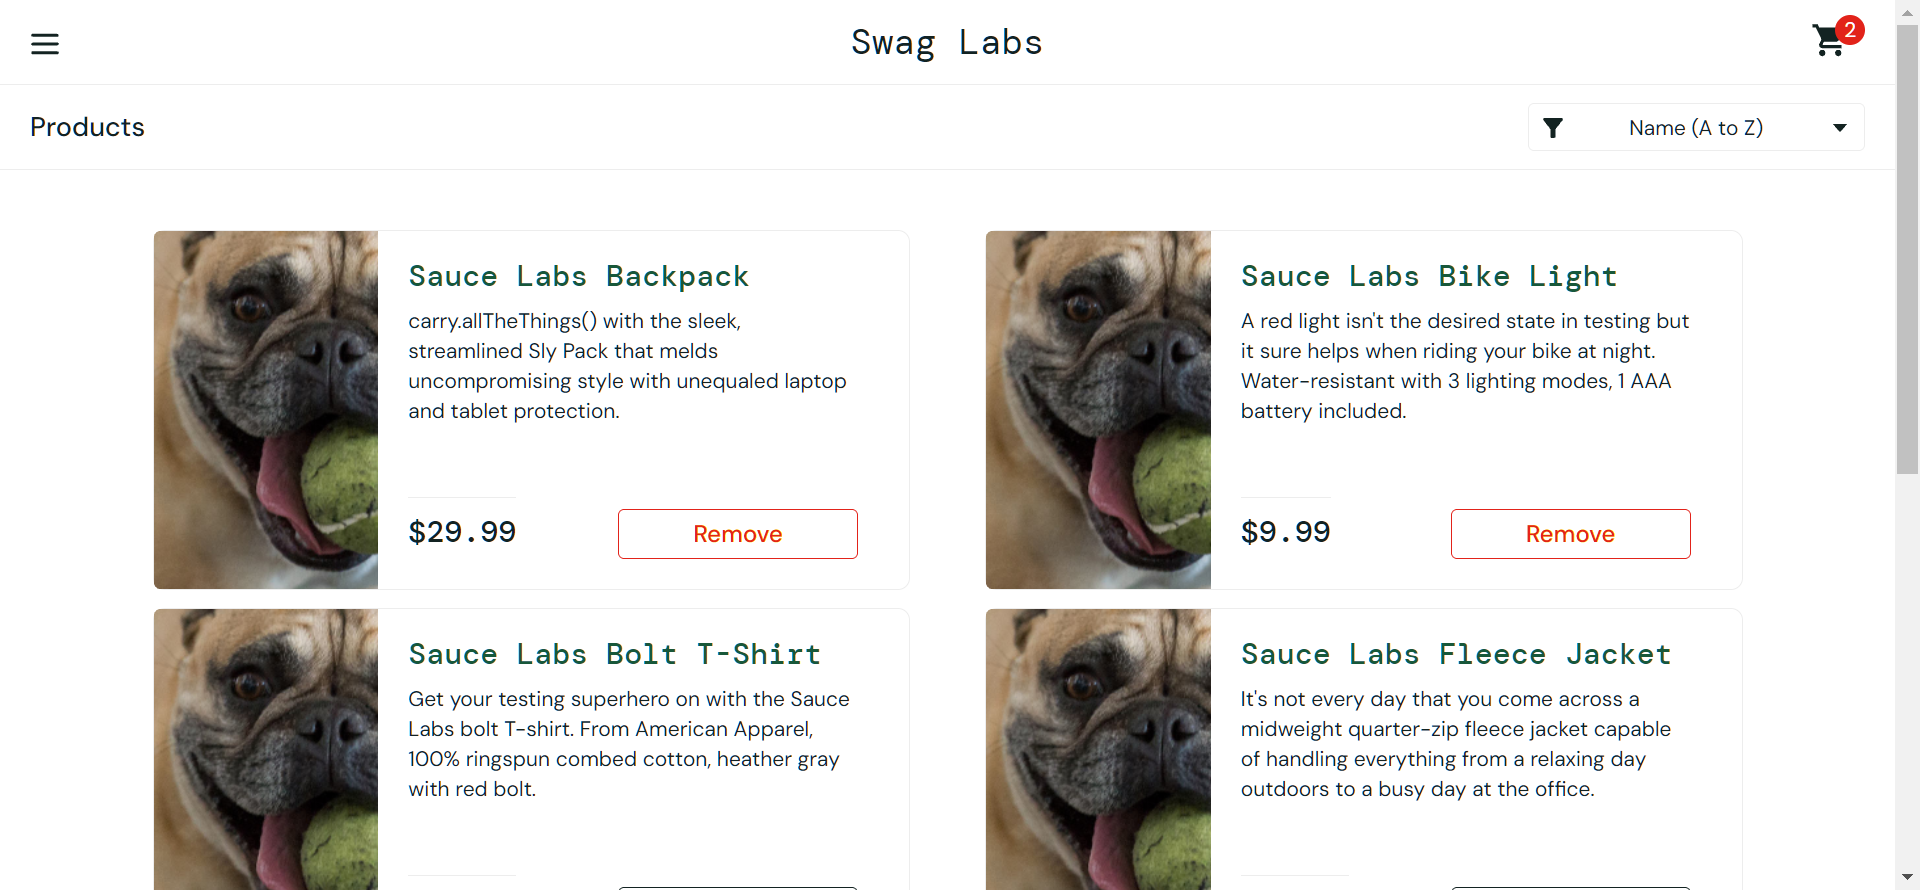 Swag Labs
2
Products
Name (A to Z)
Sauce Labs Backpack
carry.allTheThings() with the sleek,
streamlined Sly Pack that melds
uncompromising style with unequaled laptop
and tablet protection.
$29.99
Remove
Sauce Labs Bike Light
A red light isn't the desired state in testing but
it sure helps when riding your bike at night.
Water-resistant with 3 lighting modes, 1 AAA
battery included.
$9.99
Remove
Sauce Labs Bolt T-Shirt
Get your testing superhero on with the Sauce
Labs bolt T-shirt. From American Apparel,
100% ringspun combed cotton, heather gray
with red bolt.
Sauce Labs Fleece Jacket
It's not every day that you come across a
midweight quarter-zip fleece jacket capable
of handling everything from a relaxing day
outdoors to a busy day at the office.